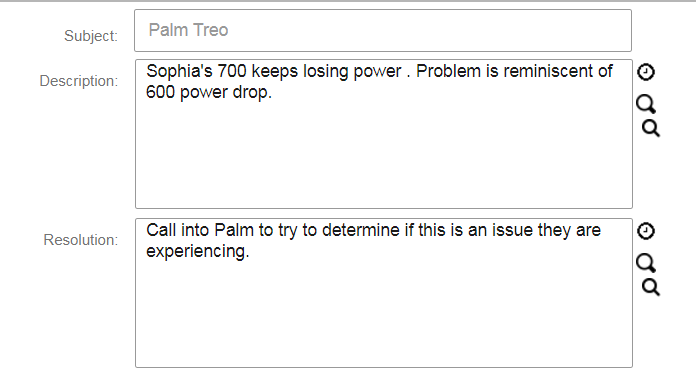 Subject: Palm Treo
Description: Sophia's 700 keeps losing power . Problem is reminiscent of
600 power drop.
Resolution: Call into Palm to try to determine if this is an issue they are
experiencing.